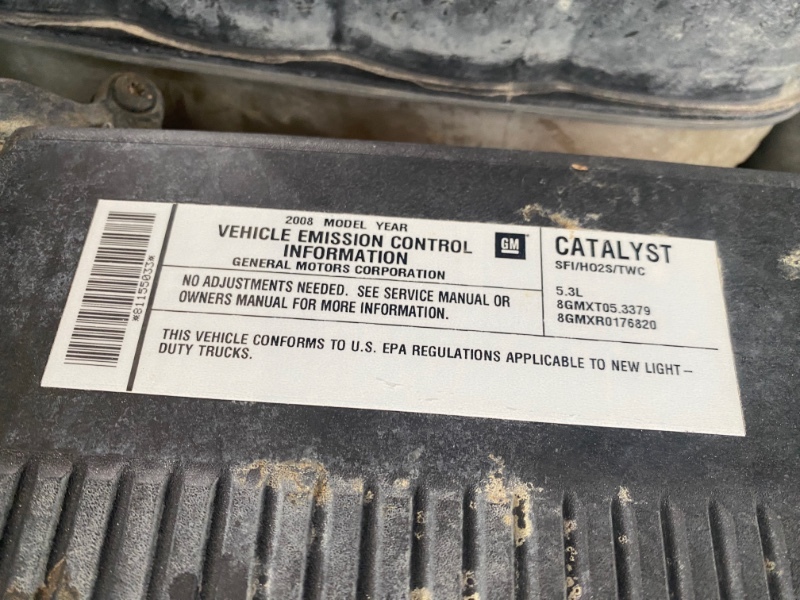 *81155033*
2008 MODEL YEAR
VEHICLE EMISSION CONTROL
INFORMATION
GENERAL MOTORS CORPORATION
GM
NO ADJUSTMENTS NEEDED. SEE SERVICE MANUAL OR
OWNERS MANUAL FOR MORE INFORMATION.
CATALYST
SFI/HO2S/TWC
5.3L
8GMXT05.3379
8GMXR0176820
THIS VEHICLE CONFORMS TO U.S. EPA REGULATIONS APPLICABLE TO NEW LIGHT-
DUTY TRUCKS.